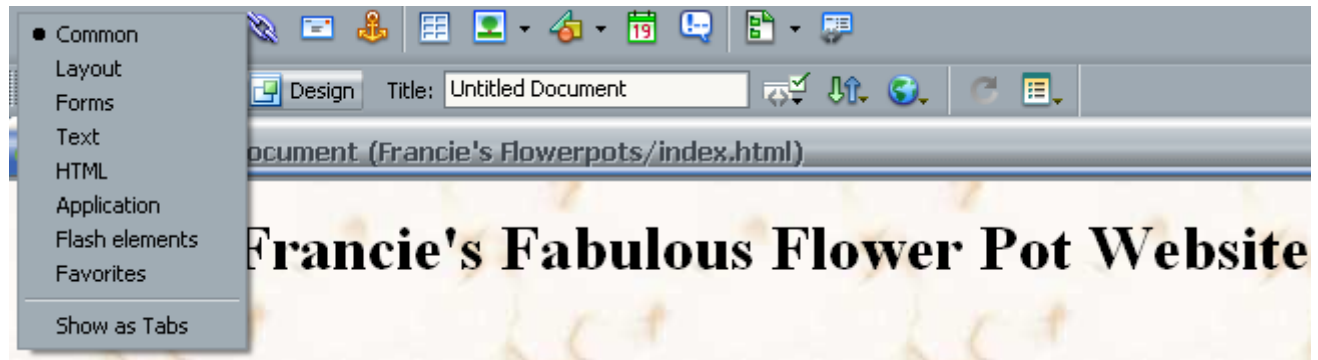 Common
Layout
Forms
Text
HTML
Application
Flash elements
Favorites
Show as Tabs
19
Design Title: Untitled Document
ocument (Francie's Flowerpots/index.html)
Francie's Fabulous Flower Pot Website